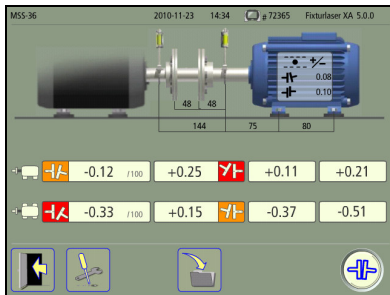 MSS-36 2010-11-23 14:34 # 72365 Fixturlaser XA 5.0.0
+/-
0.08
0.10
48 48
144 75 80
-0.12 /100 +0.25 +0.11 +0.21
-0.33 /100 +0.15 -0.37 -0.51